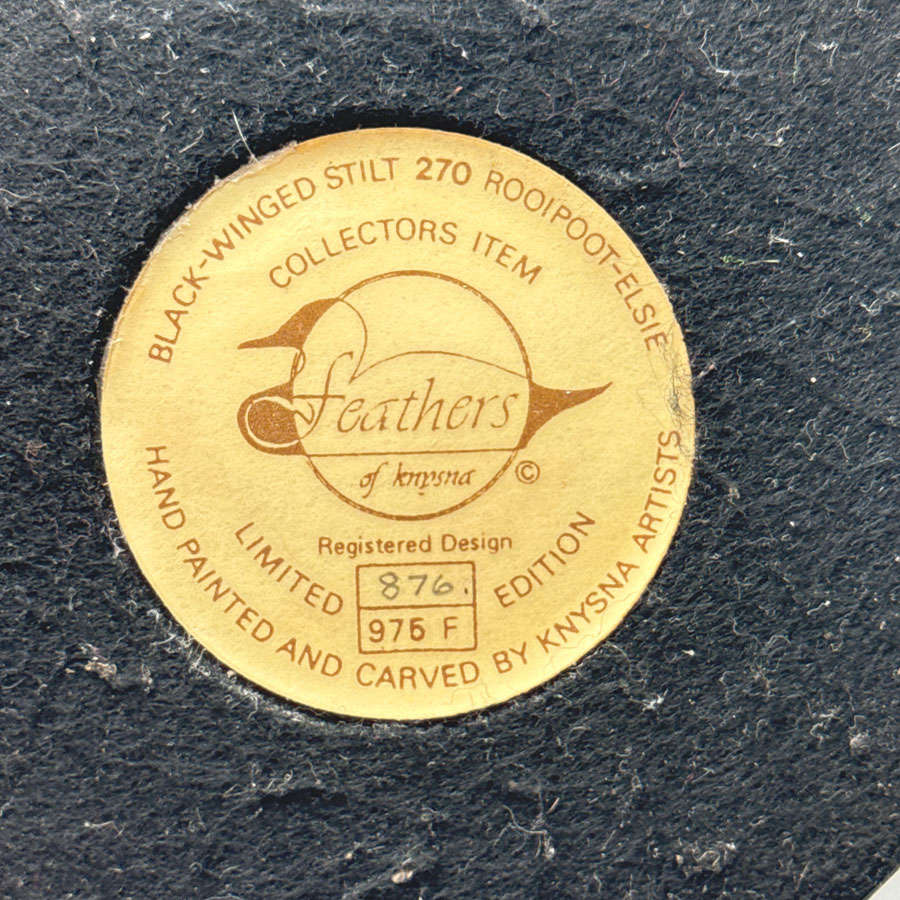 BLACK-WINGED STILT 270 ROOIPOOT-ELSIE
COLLECTORS ITEM
feathers
of knysna ©
Registered Design
LIMITED EDITION
876.
975 F
HAND PAINTED AND CARVED BY KNYSNA ARTISTS